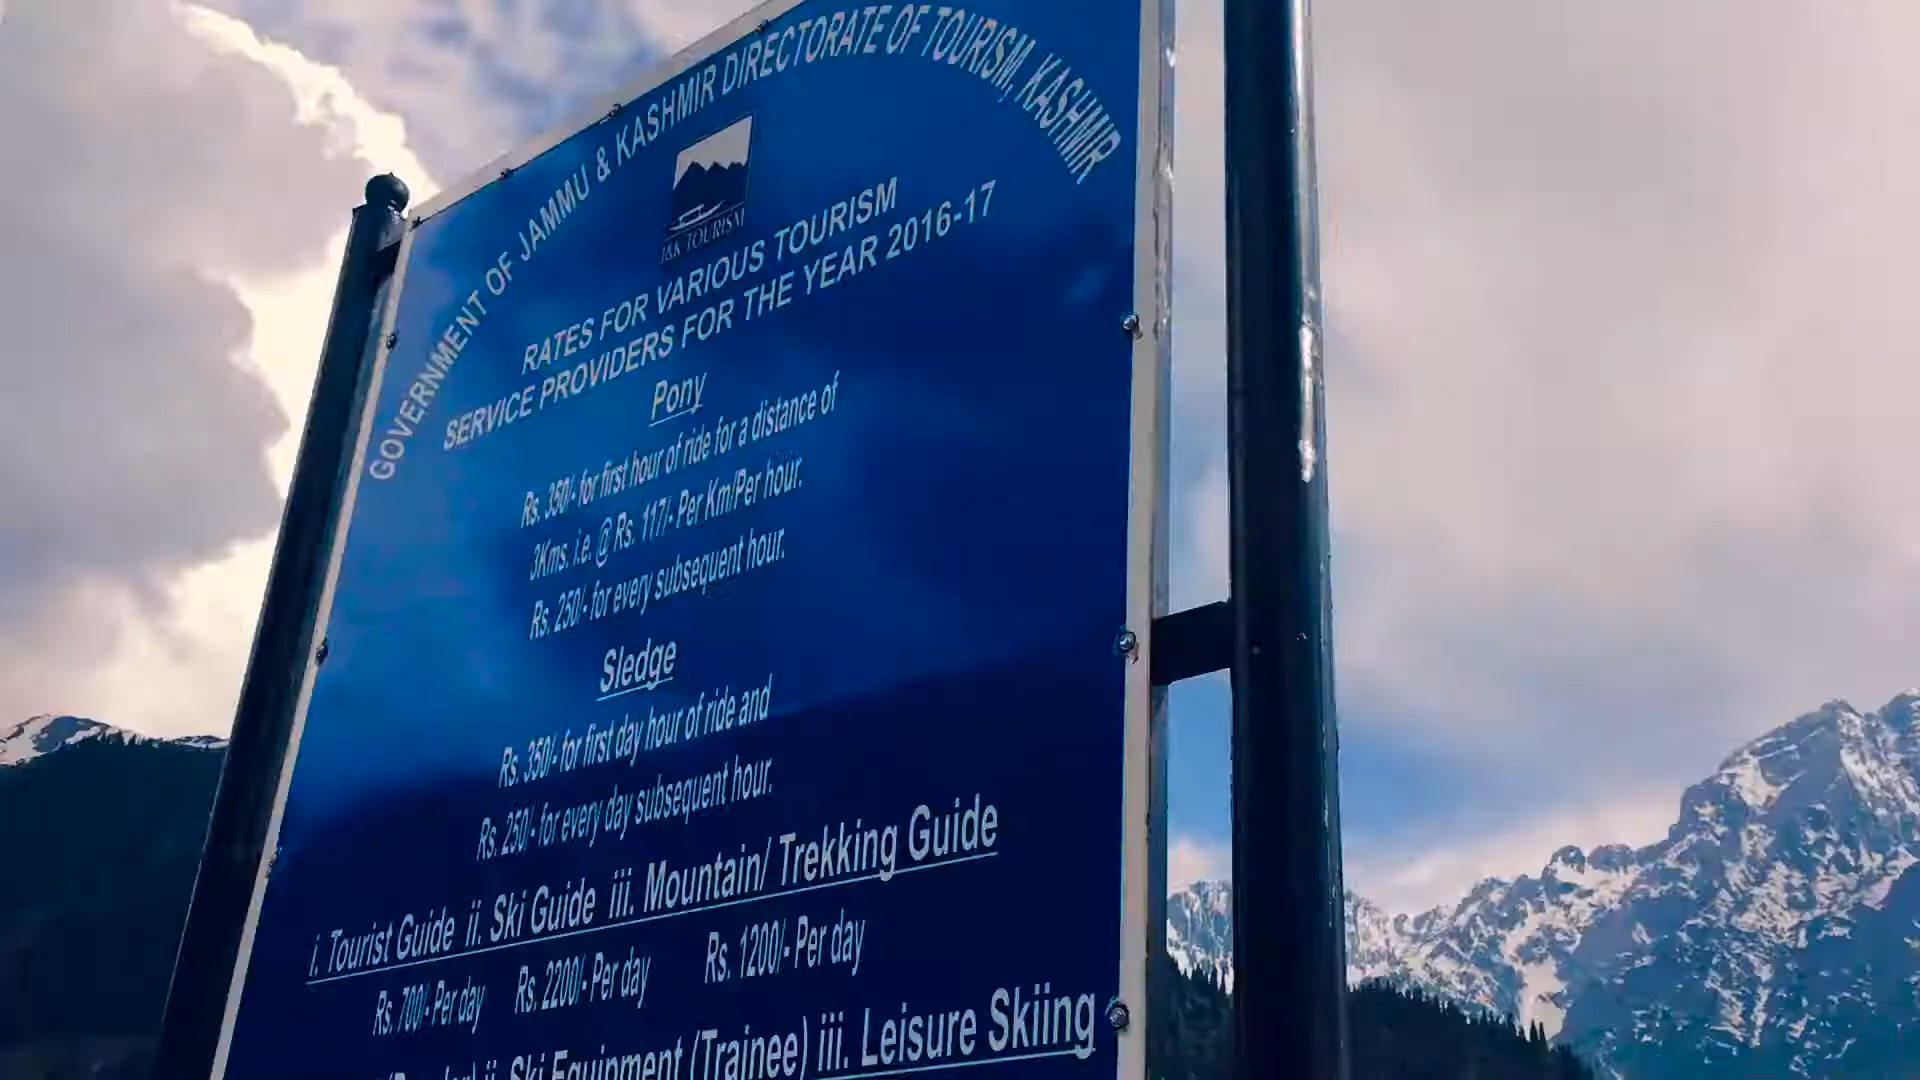 GOVERNMENT OF JAMMU & KASHMIR DIRECTORATE OF TOURISM, KASHMIR
J&K TOURISM
RATES FOR VARIOUS TOURISM
SERVICE PROVIDERS FOR THE YEAR 2016-17
Pony
Rs. 350/- for first hour of ride for a distance of
3Kms. i.e. @ Rs. 117/- Per Km/Per hour.
Rs. 250/- for every subsequent hour.
Sledge
Rs. 350/- for first day hour of ride and
Rs. 250/- for every day subsequent hour.
i. Tourist Guide ii. Ski Guide iii. Mountain/ Trekking Guide
Rs. 700/- Per day Rs. 2200/- Per day Rs. 1200/- Per day
ii. Ski Equipment (Trainee) iii. Leisure Skiing